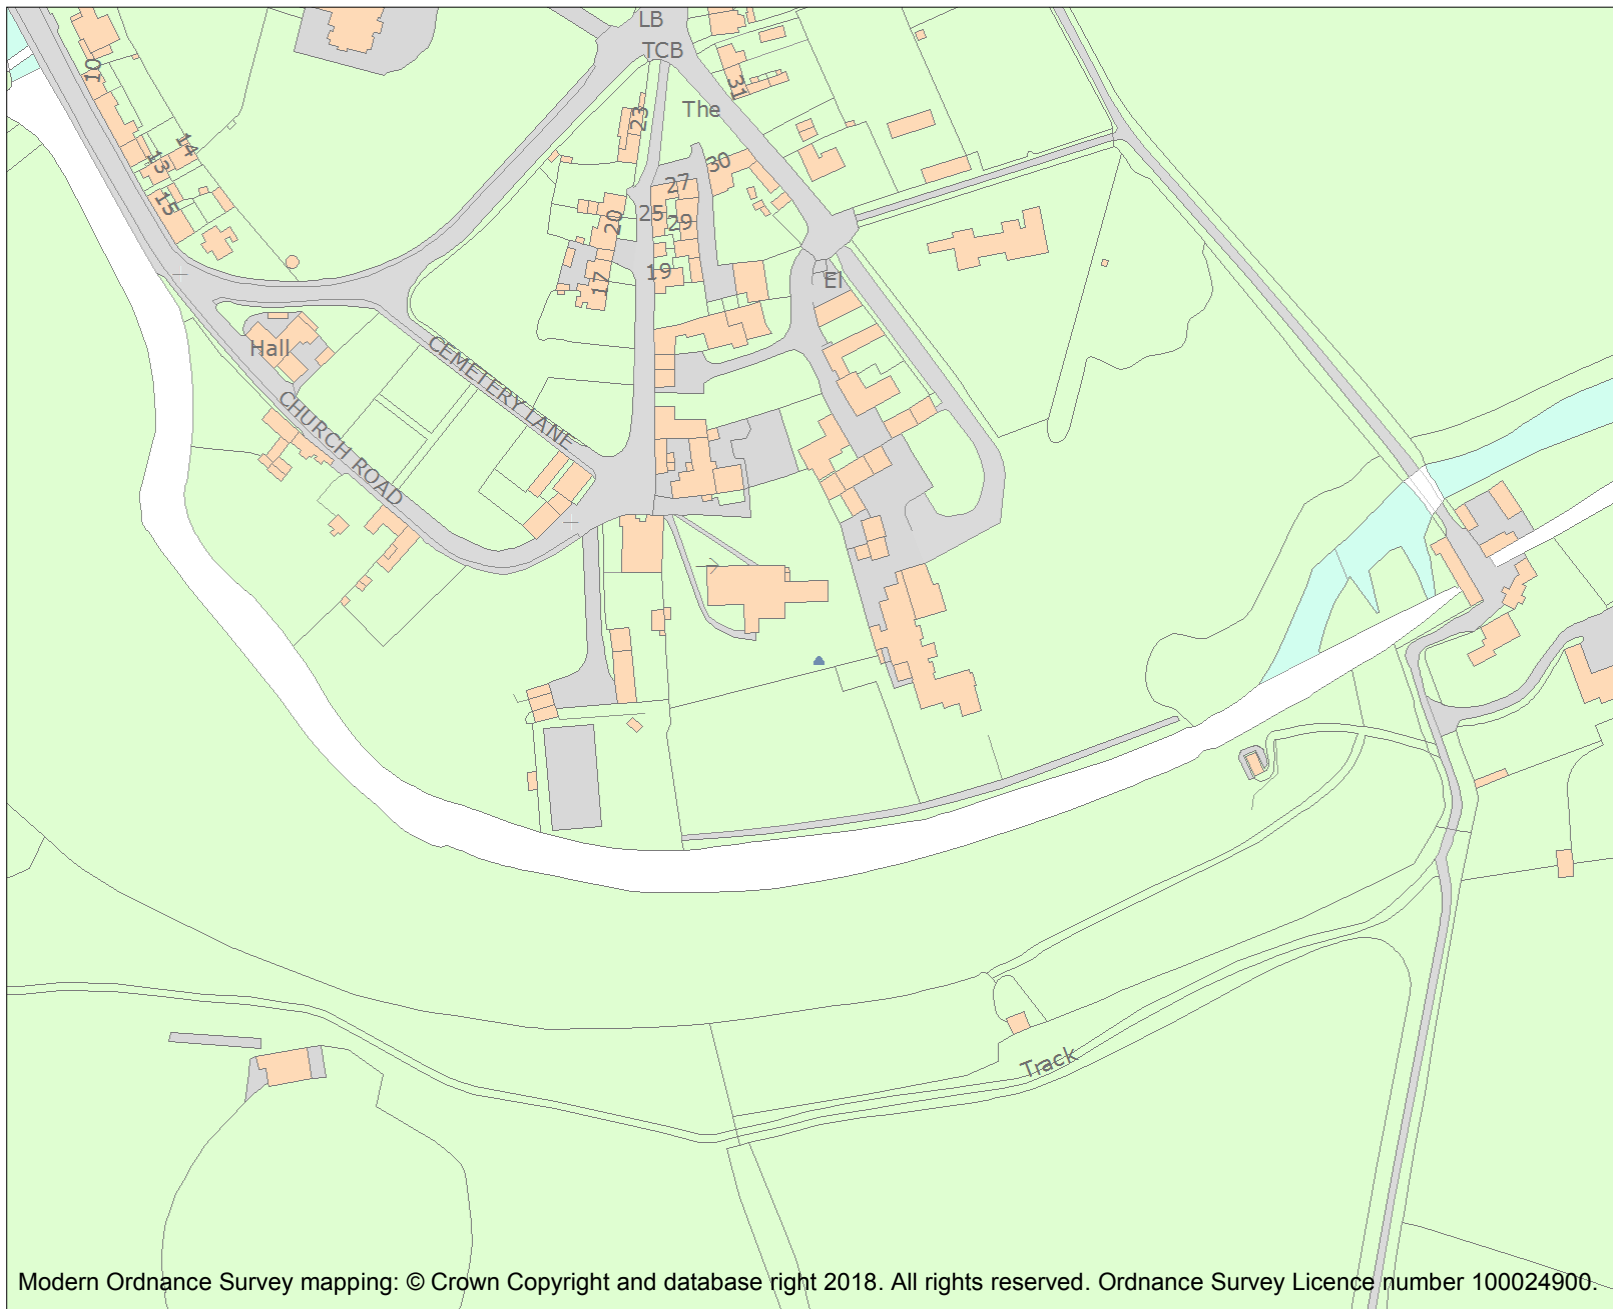 LB
TCB
10
31
The
23
14
13
30
27
15
25
29
20
19
17
El
Hall
CEMETERY LANE
CHURCH ROAD
Track
Modern Ordnance Survey mapping: © Crown Copyright and database right 2018. All rights reserved. Ordnance Survey Licence number 100024900.